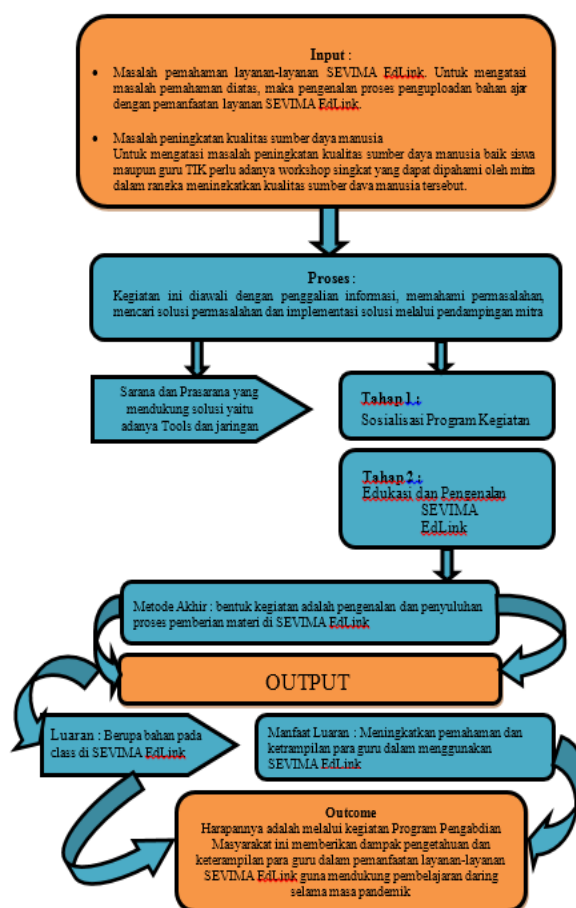 Input :
• Masalah pemahaman layanan-layanan SEVIMA EdLink. Untuk mengatasi
masalah pemahaman diatas, maka pengenalan proses penguploadan bahan ajar
dengan pemanfaatan layanan SEVIMA EdLink.
• Masalah peningkatan kualitas sumber daya manusia
Untuk mengatasi masalah peningkatan kualitas sumber daya manusia baik siswa
maupun guru TIK perlu adanya workshop singkat yang dapat dipahami oleh mitra
dalam rangka meningkatkan kualitas sumber daya manusia tersebut.
Proses :
Kegiatan ini diawali dengan penggalian informasi, memahami permasalahan,
mencari solusi permasalahan dan implementasi solusi melalui pendampingan mitra
Sarana dan Prasarana yang
mendukung solusi yaitu
adanya Tools dan jaringan
Tahap 1 :
Sosialisasi Program Kegiatan
Tahap 2 :
Edukasi dan Pengenalan
SEVIMA
EdLink
Metode Akhir : bentuk kegiatan adalah pengenalan dan penyuluhan
proses pemberian materi di SEVIMA EdLink
OUTPUT
Luaran : Berupa bahan pada
class di SEVIMA EdLink
Manfaat Luaran : Meningkatkan pemahaman dan
ketrampilan para guru dalam menggunakan
SEVIMA EdLink
Outcome
Harapannya adalah melalui kegiatan Program Pengabdian
Masyarakat ini memberikan dampak pengetahuan dan
keterampilan para guru dalam pemanfaatan layanan-layanan
SEVIMA EdLink guna mendukung pembelajaran daring
selama masa pandemik